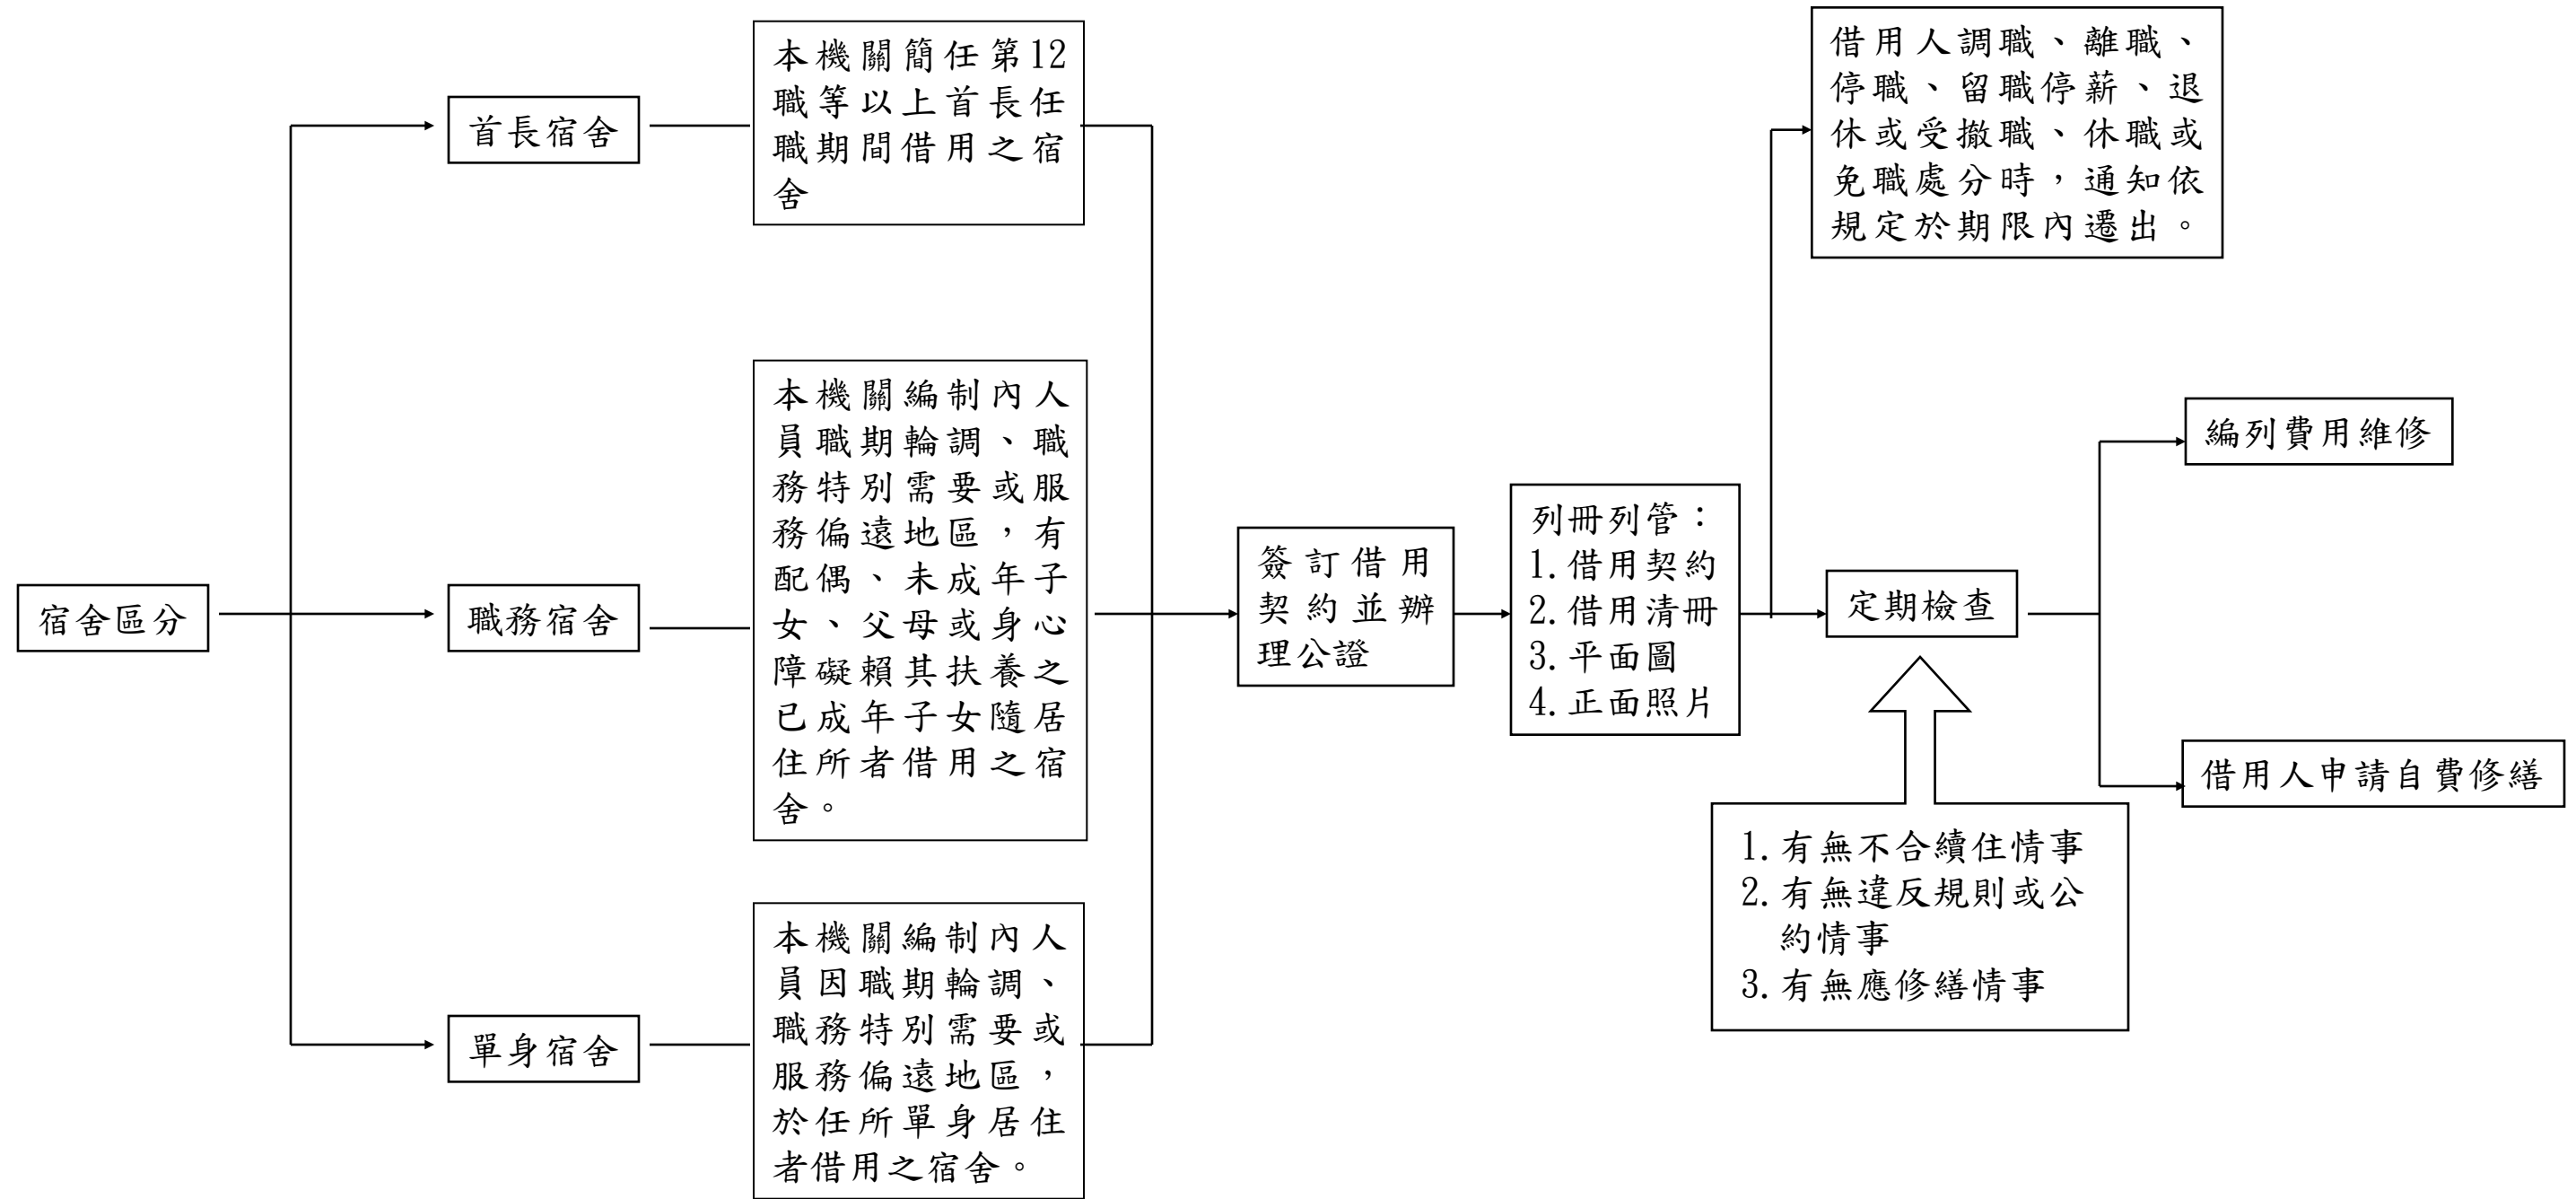 宿舍區分
首長宿舍
本機關簡任第12
職等以上首長任
職期間借用之宿
舍
職務宿舍
本機關編制內人
員職期輪調、職
務特別需要或服
務偏遠地區，有
配偶、未成年子
女、父母或身心
障礙賴其扶養之
已成年子女隨居
住所者借用之宿
舍。
單身宿舍
本機關編制內人
員因職期輪調、
職務特別需要或
服務偏遠地區，
於任所單身居住
者借用之宿舍。
簽訂借用
契約並辦
理公證
列冊列管：
1.借用契約
2.借用清冊
3.平面圖
4.正面照片
借用人調職、離職、
停職、留職停薪、退
休或受撤職、休職或
免職處分時，通知依
規定於期限內遷出。
定期檢查
1.有無不合續住情事
2.有無違反規則或公
約情事
3.有無應修繕情事
編列費用維修
借用人申請自費修繕